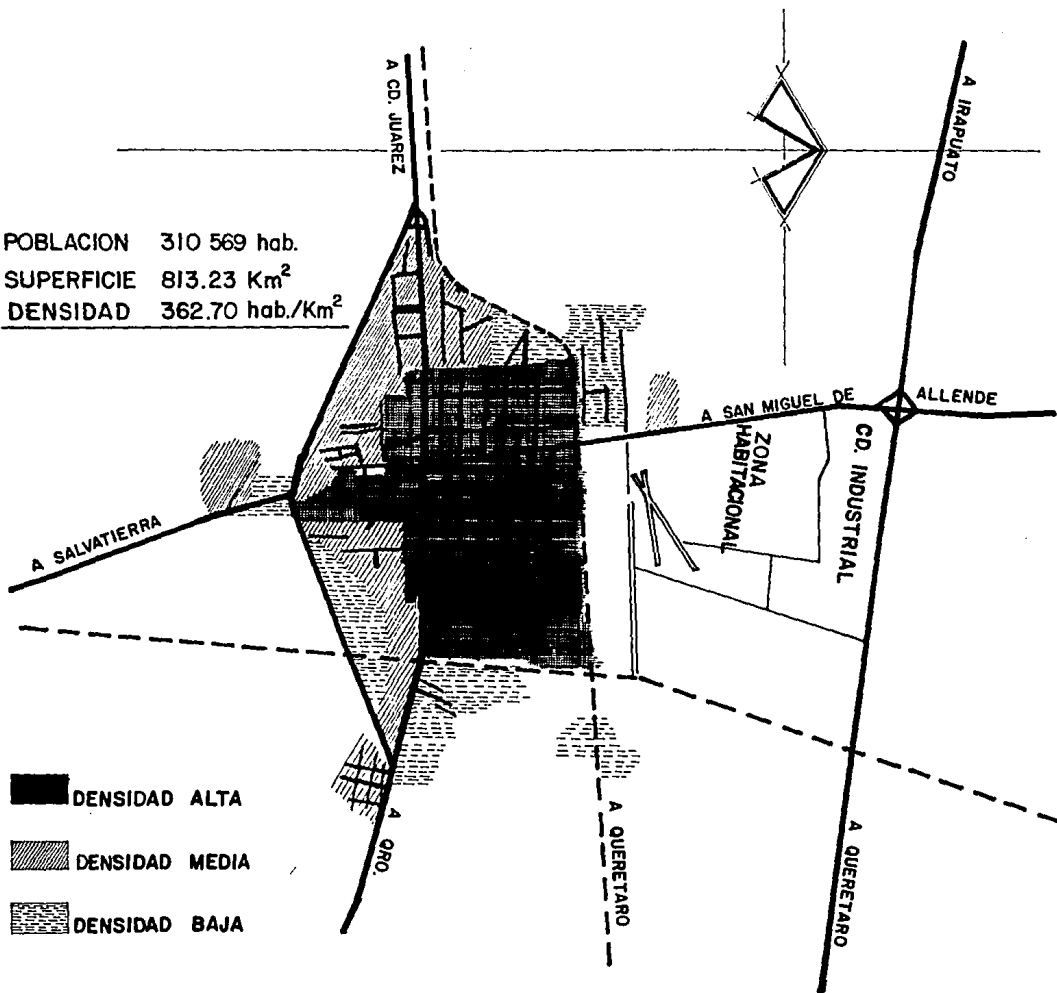 A CD. JUAREZ
A IRAPUATO
POBLACION 310 569 hab.
SUPERFICIE 813.23 Km²
DENSIDAD 362.70 hab./Km²
A SAN MIGUEL DE ALLENDE
ZONA
HABITACIONAL
CD. INDUSTRIAL
A SALVATIERRA
DENSIDAD ALTA
DENSIDAD MEDIA
DENSIDAD BAJA
A QRO.
A QUERETARO
A QUERETARO